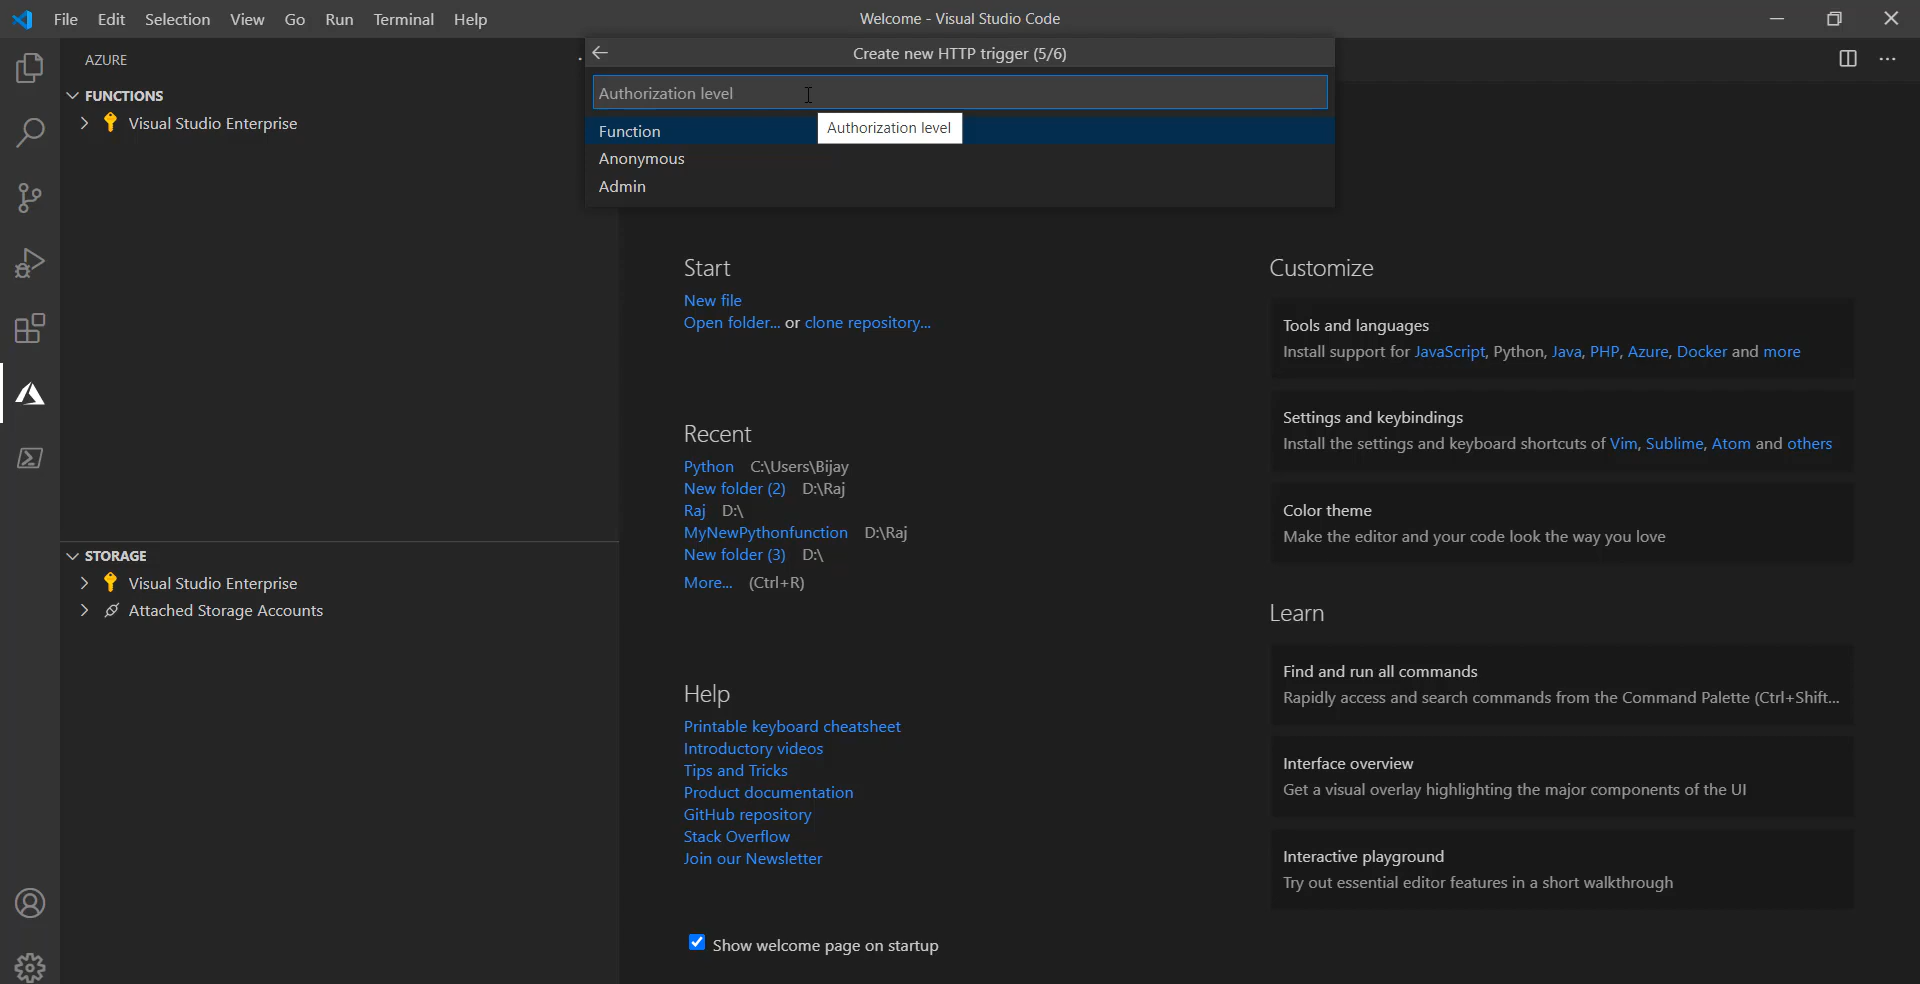 File Edit Selection View Go Run Terminal Help
Welcome - Visual Studio Code
AZURE
Create new HTTP trigger (5/6)
Authorization level
Authorization level
Function
Anonymous
Admin
FUNCTIONS
Visual Studio Enterprise
STORAGE
Visual Studio Enterprise
Attached Storage Accounts
Start
New file
Open folder... or clone repository...
Recent
Python C:\Users\Bijay
New folder (2) D:\Raj
Raj D:\
MyNewPythonfunction D:\Raj
New folder (3) D:\
More... (Ctrl+R)
Help
Printable keyboard cheatsheet
Introductory videos
Tips and Tricks
Product documentation
GitHub repository
Stack Overflow
Join our Newsletter
Show welcome page on startup
Customize
Tools and languages
Install support for JavaScript, Python, Java, PHP, Azure, Docker and more
Settings and keybindings
Install the settings and keyboard shortcuts of Vim, Sublime, Atom and others
Color theme
Make the editor and your code look the way you love
Learn
Find and run all commands
Rapidly access and search commands from the Command Palette (Ctrl+Shift...
Interface overview
Get a visual overlay highlighting the major components of the UI
Interactive playground
Try out essential editor features in a short walkthrough